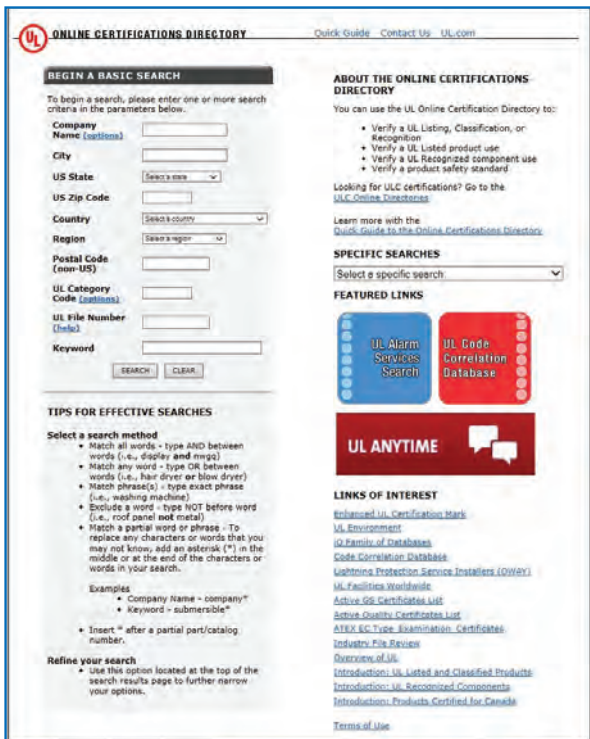 UL ONLINE CERTIFICATIONS DIRECTORY
Quick Guide Contact Us UL.com
BEGIN A BASIC SEARCH
To begin a search, please enter one or more search
criteria in the parameters below.
Company
Name (options)
City
US State Select a state
US Zip Code
Country Select a country
Region Select a region
Postal Code
(non-US)
UL Category
Code (options)
UL File Number
(help)
Keyword
SEARCH CLEAR
TIPS FOR EFFECTIVE SEARCHES
Select a search method
• Match all words - type AND between
words (i.e., display and nwgq)
• Match any word - type OR between
words (i.e., hair dryer or blow dryer)
• Match phrase(s) - type exact phrase
(i.e., washing machine)
• Exclude a word - type NOT before word
(i.e., roof panel not metal)
• Match a partial word or phrase - To
replace any characters or words that you
may not know, add an asterisk (*) in the
middle or at the end of the characters or
words in your search.
Examples
• Company Name - company*
• Keyword - submersible*
• Insert * after a partial part/catalog
number.
Refine your search
• Use this option located at the top of the
search results page to further narrow
your options.
ABOUT THE ONLINE CERTIFICATIONS
DIRECTORY
You can use the UL Online Certification Directory to:
• Verify a UL Listing, Classification, or
Recognition
• Verify a UL Listed product use
• Verify a UL Recognized component use
• Verify a product safety standard
Looking for ULC certifications? Go to the
ULC Online Directories
Learn more with the
Quick Guide to the Online Certifications Directory
SPECIFIC SEARCHES
Select a specific search
FEATURED LINKS
UL Alarm
Services
Search
UL Code
Correlation
Database
UL ANYTIME
LINKS OF INTEREST
Enhanced UL Certification Mark
UL Environment
iQ Family of Databases
Code Correlation Database
Lightning Protection Service Installers (OWAY)
UL Facilities Worldwide
Active GS Certificates List
Active Quality Certificates List
ATEX EC Type Examination Certificates
Industry File Review
Overview of UL
Introduction: UL Listed and Classified Products
Introduction: UL Recognized Components
Introduction: Products Certified for Canada
Terms of Use